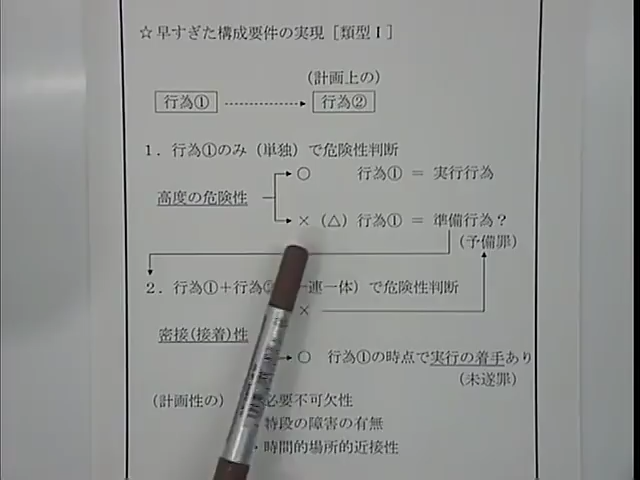 ☆早すぎた構成要件の実現［類型Ⅰ］
（計画上の）
行為① 行為②
１．行為①のみ（単独）で危険性判断
○ 行為① ＝ 実行行為
高度の危険性
×（△）行為① ＝ 準備行為？
（予備罪）
２．行為①＋行為 連一体）で危険性判断
×
密接(接着)性
○ 行為①の時点で実行の着手あり
（未遂罪）
（計画性の） 必要不可欠性
・特段の障害の有無
・時間的場所的近接性